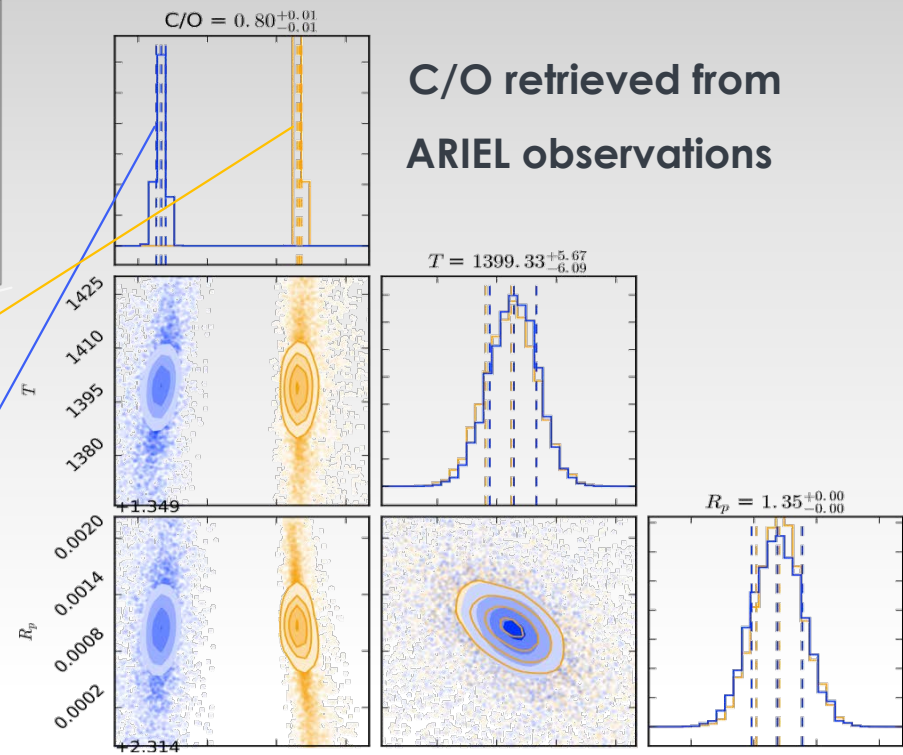 C/O = 0.80+0.01 −0.01
C/O retrieved from
ARIEL observations
T = 1399.33+5.67 −6.09
1425
1410
1395
1380
T
+1.349
Rp = 1.35+0.00 −0.00
0.0020
0.0014
0.0008
0.0002
Rp
+2.314